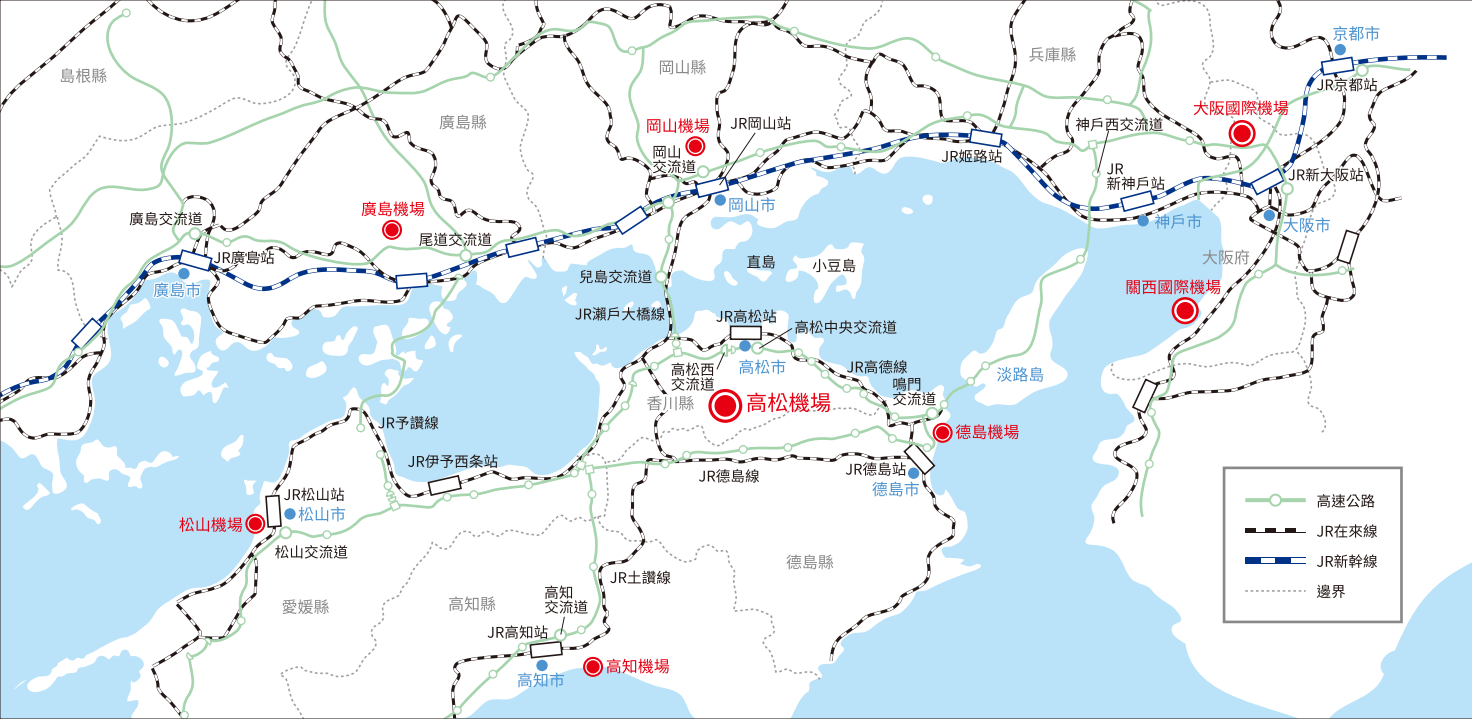 京都市
JR京都站
兵庫縣
島根縣
岡山縣
大阪國際機場
廣島縣
岡山機場
JR岡山站
神戶西交流道
岡山
交流道
JR姬路站
JR
新神戶站
JR新大阪站
岡山市
廣島機場
廣島交流道
神戶市
大阪市
尾道交流道
JR廣島站
大阪府
直島
小豆島
兒島交流道
廣島市
關西國際機場
JR瀨戶大橋線
JR高松站
高松中央交流道
高松西
交流道
高松市
JR高德線
淡路島
鳴門
交流道
香川縣
高松機場
JR予讚線
德島機場
JR伊予西条站
JR德島線
JR德島站
德島市
JR松山站
松山市
松山機場
松山交流道
高速公路
JR在來線
JR新幹線
邊界
德島縣
JR土讚線
高知
交流道
愛媛縣
高知縣
JR高知站
高知機場
高知市